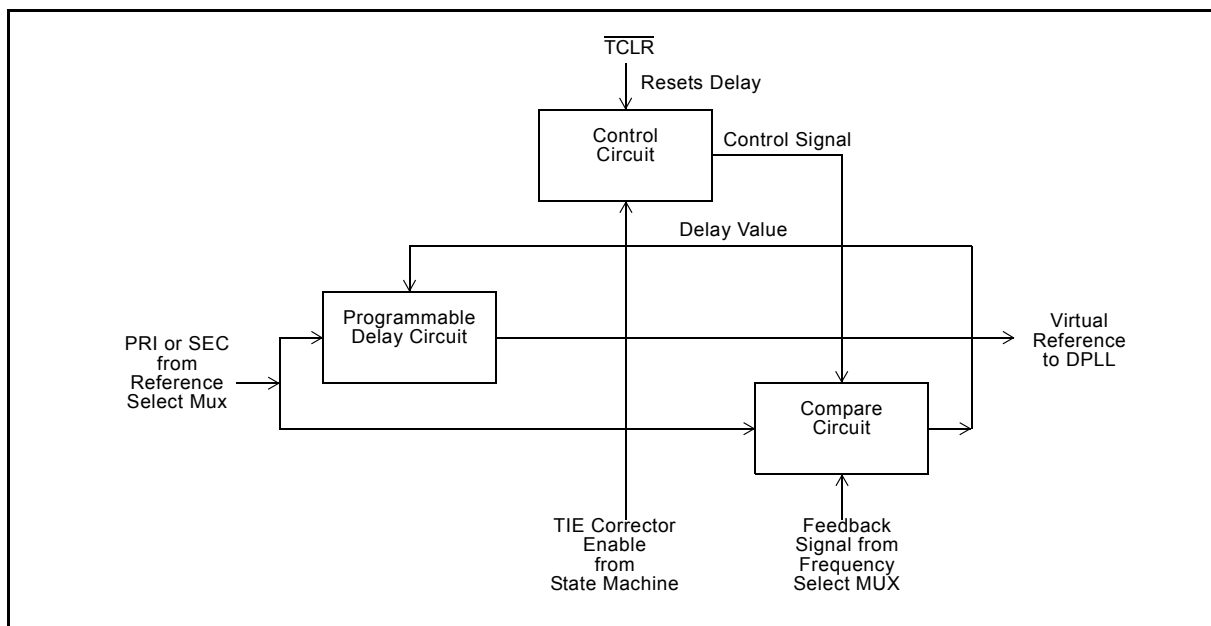 TCLR
Resets Delay
Control
Circuit
Control Signal
Delay Value
Programmable
Delay Circuit
PRI or SEC
from
Reference
Select Mux
Virtual
Reference
to DPLL
Compare
Circuit
TIE Corrector
Enable
from
State Machine
Feedback
Signal from
Frequency
Select MUX